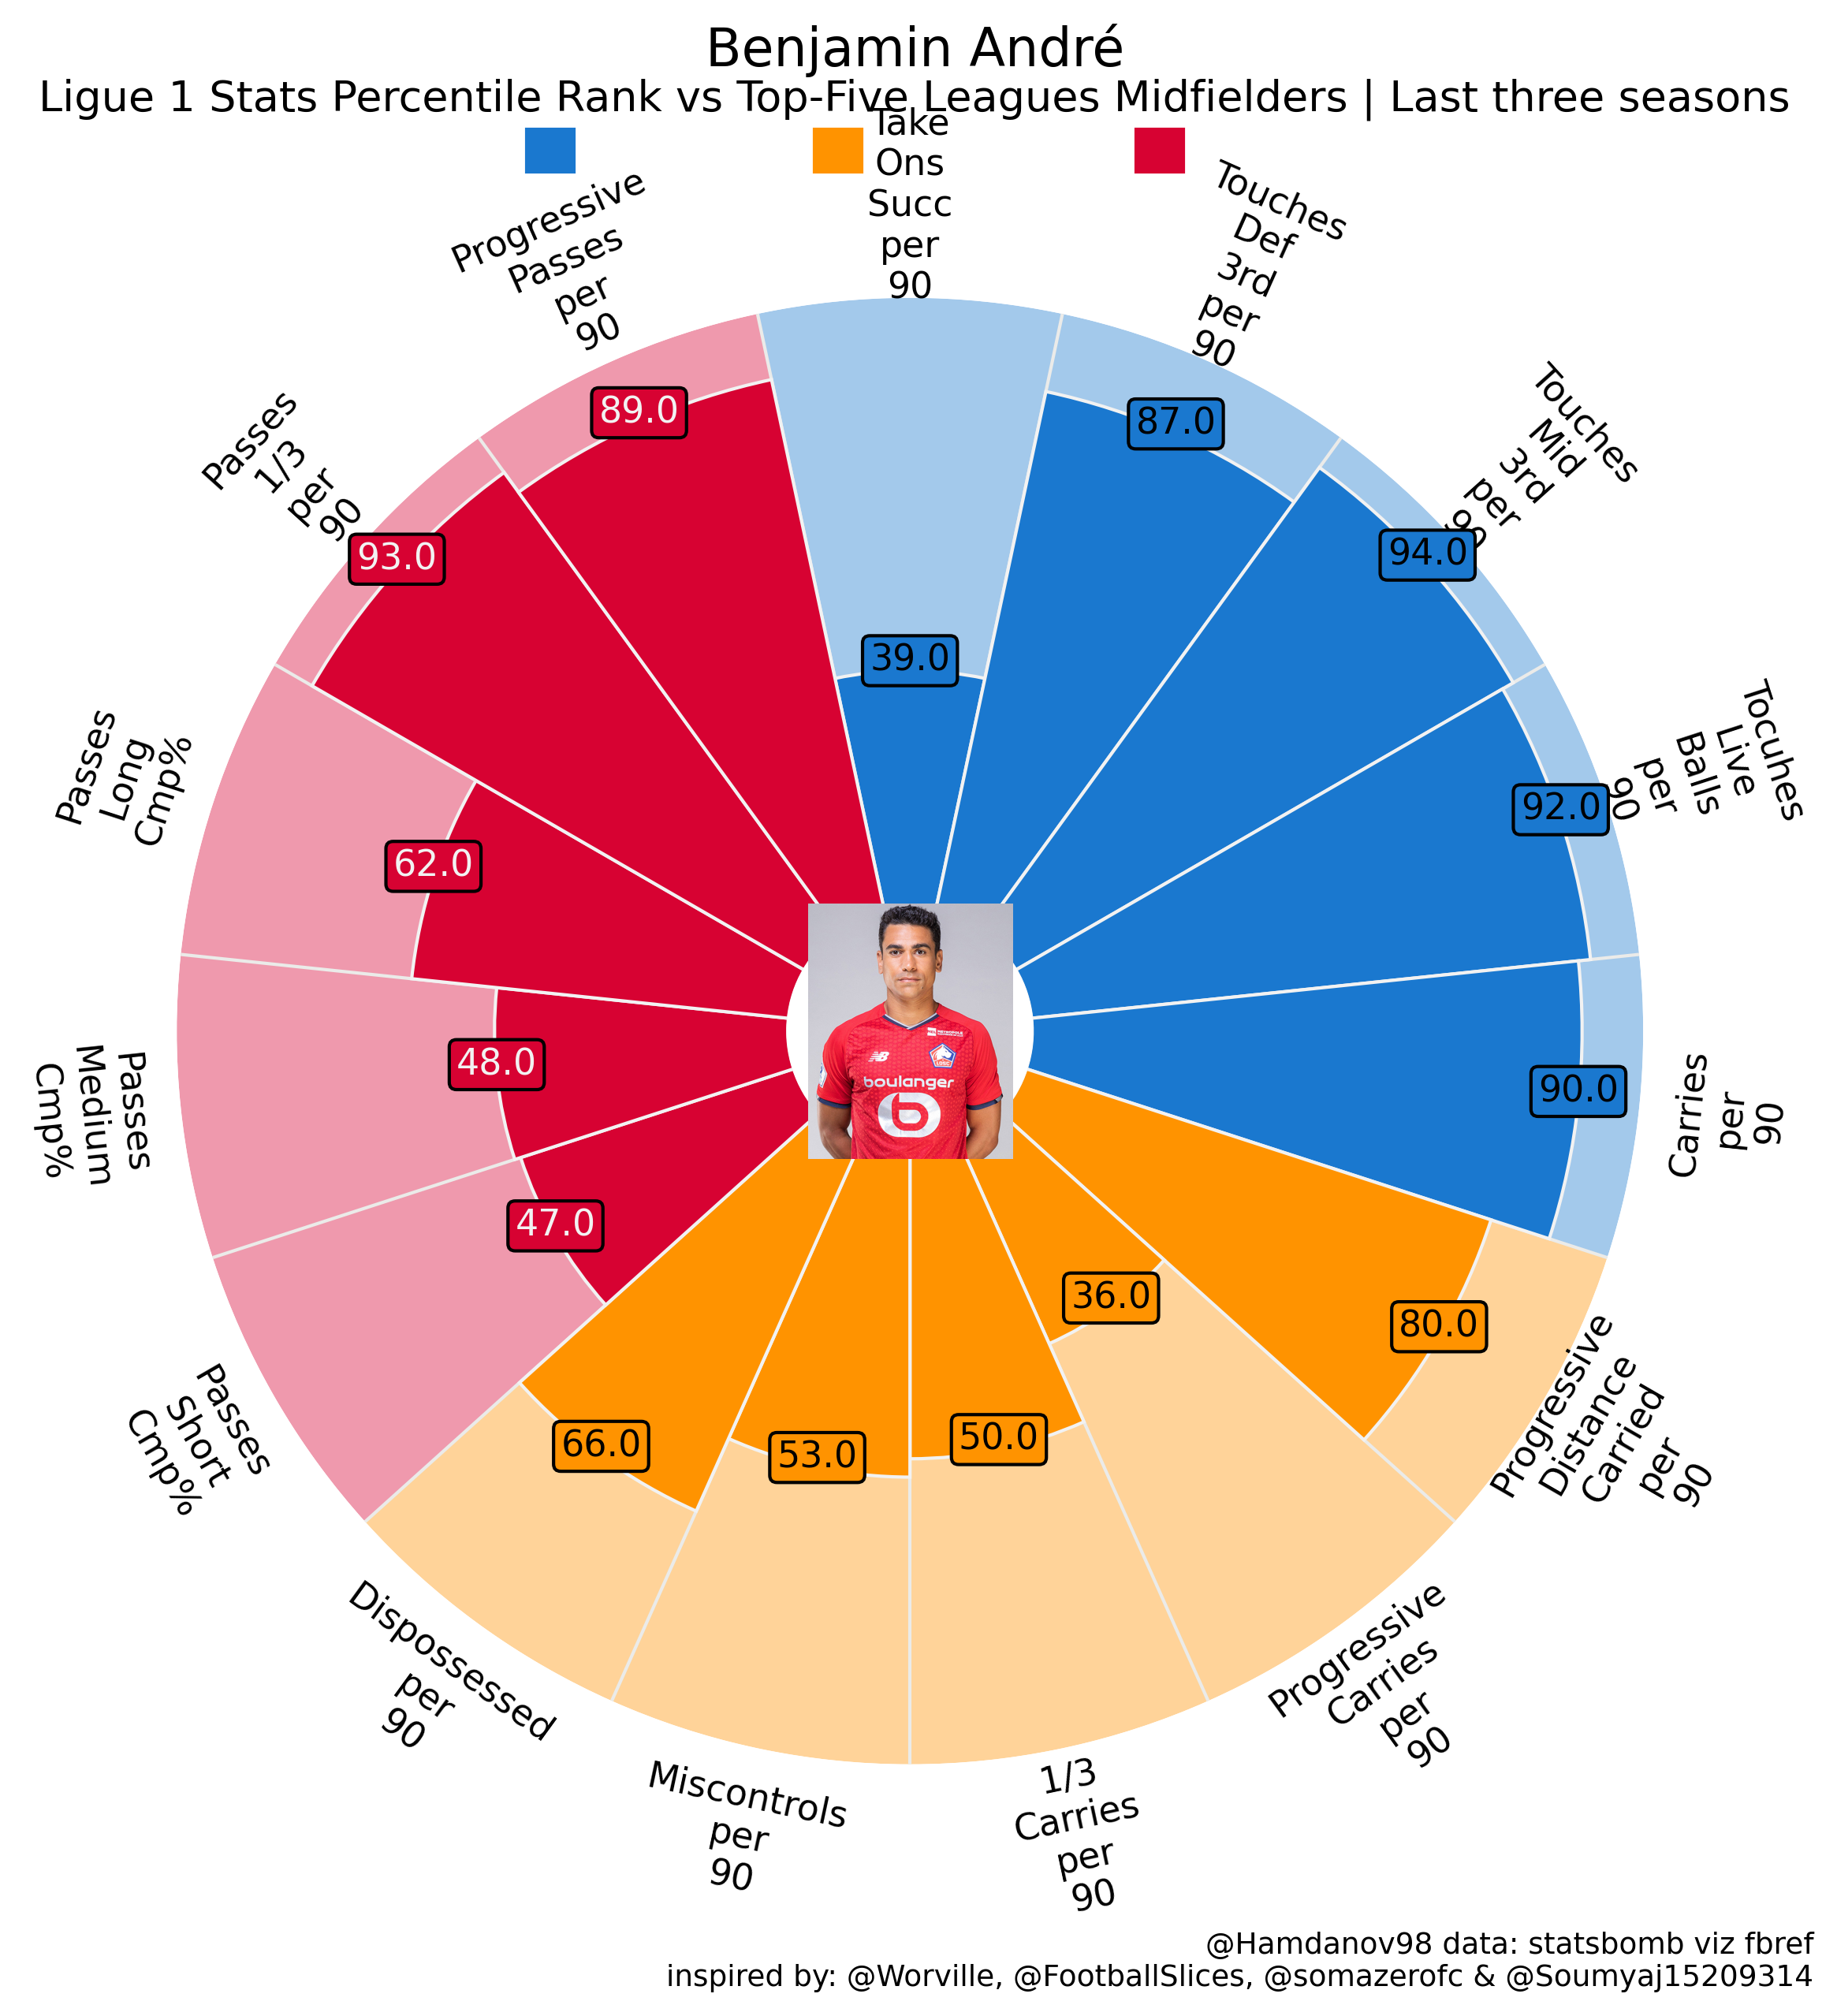 Benjamin André
Ligue 1 Stats Percentile Rank vs Top-Five Leagues Midfielders | Last three seasons
Take
Ons
Succ
per
90
Touches
Def
3rd
per
90
Touches
Mid
3rd
per
90
Tocuhes
Live
Balls
per
90
Carries
per
90
Progressive
Distance
Carried
per
90
Progressive
Carries
per
90
1/3
Carries
per
90
Miscontrols
per
90
Dispossessed
per
90
Passes
Short
Cmp%
Passes
Medium
Cmp%
Passes
Long
Cmp%
Passes
1/3
per
90
Progressive
Passes
per
90
39.0
87.0
94.0
92.0
90.0
80.0
36.0
50.0
53.0
66.0
47.0
48.0
62.0
93.0
89.0
boulanger
@Hamdanov98 data: statsbomb viz fbref
inspired by: @Worville, @FootballSlices, @somazerofc & @Soumyaj15209314